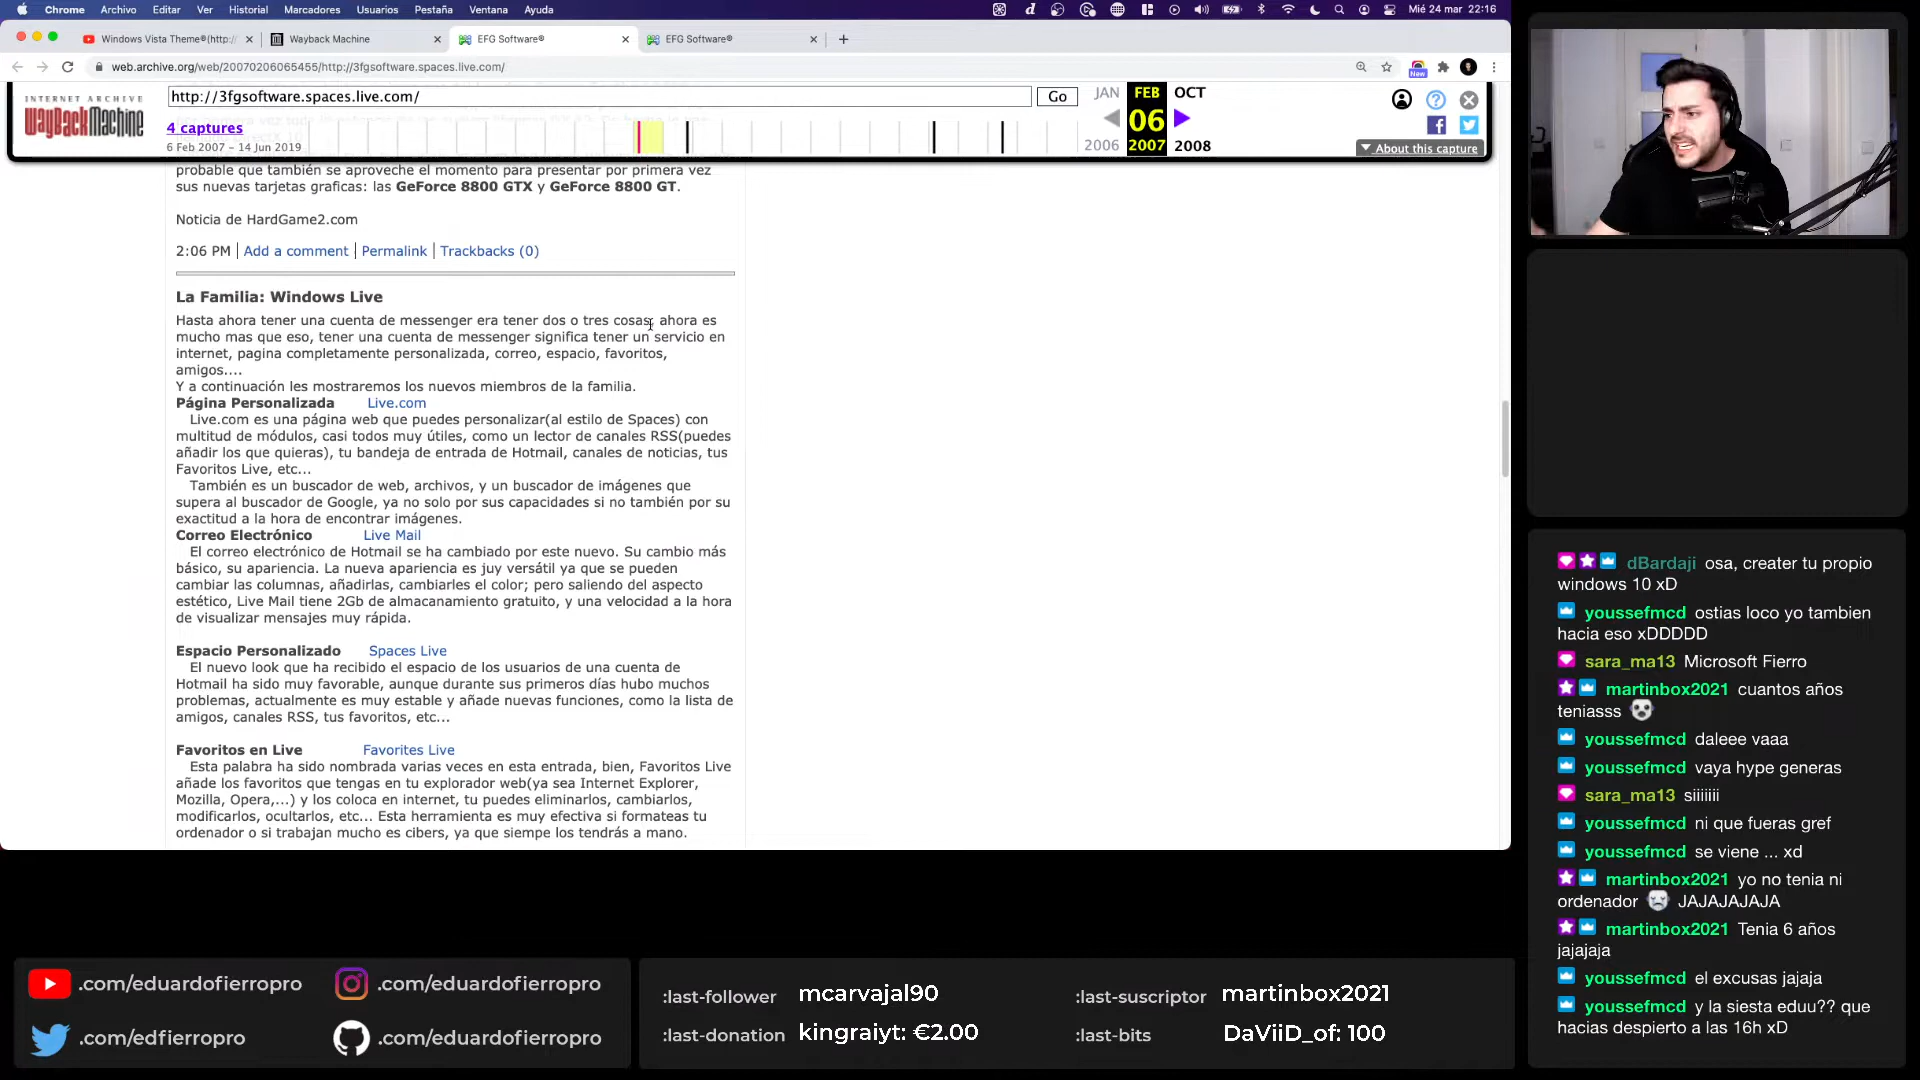 Chrome Archivo Editar Ver Historial Marcadores Usuarios Pestaña Ventana Ayuda Mié 24 mar 22:16
Windows Vista Theme®(http:/ Wayback Machine EFG Software® EFG Software®
web.archive.org/web/20070206065455/http://3fgsoftware.spaces.live.com/
New
INTERNET ARCHIVE
WayBackMachine
http://3fgsoftware.spaces.live.com/ Go
4 captures
6 Feb 2007 – 14 Jun 2019
JAN FEB OCT
06
2006 2007 2008
About this capture
probable que también se aproveche el momento para presentar por primera vez
sus nuevas tarjetas graficas: las GeForce 8800 GTX y GeForce 8800 GT.
Noticia de HardGame2.com
2:06 PM | Add a comment | Permalink | Trackbacks (0)
La Familia: Windows Live
Hasta ahora tener una cuenta de messenger era tener dos o tres cosas, ahora es
mucho mas que eso, tener una cuenta de messenger significa tener un servicio en
internet, pagina completamente personalizada, correo, espacio, favoritos,
amigos....
Y a continuación les mostraremos los nuevos miembros de la familia.
Página Personalizada Live.com
Live.com es una página web que puedes personalizar(al estilo de Spaces) con
multitud de módulos, casi todos muy útiles, como un lector de canales RSS(puedes
añadir los que quieras), tu bandeja de entrada de Hotmail, canales de noticias, tus
Favoritos Live, etc...
También es un buscador de web, archivos, y un buscador de imágenes que
supera al buscador de Google, ya no solo por sus capacidades si no también por su
exactitud a la hora de encontrar imágenes.
Correo Electrónico Live Mail
El correo electrónico de Hotmail se ha cambiado por este nuevo. Su cambio más
básico, su apariencia. La nueva apariencia es juy versátil ya que se pueden
cambiar las columnas, añadirlas, cambiarles el color; pero saliendo del aspecto
estético, Live Mail tiene 2Gb de almacanamiento gratuito, y una velocidad a la hora
de visualizar mensajes muy rápida.
Espacio Personalizado Spaces Live
El nuevo look que ha recibido el espacio de los usuarios de una cuenta de
Hotmail ha sido muy favorable, aunque durante sus primeros días hubo muchos
problemas, actualmente es muy estable y añade nuevas funciones, como la lista de
amigos, canales RSS, tus favoritos, etc...
Favoritos en Live Favorites Live
Esta palabra ha sido nombrada varias veces en esta entrada, bien, Favoritos Live
añade los favoritos que tengas en tu explorador web(ya sea Internet Explorer,
Mozilla, Opera,...) y los coloca en internet, tu puedes eliminarlos, cambiarlos,
modificarlos, ocultarlos, etc... Esta herramienta es muy efectiva si formateas tu
ordenador o si trabajan mucho es cibers, ya que siempe los tendrás a mano.
dBardaji osa, creater tu propio
windows 10 xD
youssefmcd ostias loco yo tambien
hacia eso xDDDDD
sara_ma13 Microsoft Fierro
martinbox2021 cuantos años
teniasss
youssefmcd daleee vaaa
youssefmcd vaya hype generas
sara_ma13 siiiiiii
youssefmcd ni que fueras gref
youssefmcd se viene ... xd
martinbox2021 yo no tenia ni
ordenador JAJAJAJAJA
martinbox2021 Tenia 6 años
jajajaja
youssefmcd el excusas jajaja
youssefmcd y la siesta eduu?? que
hacias despierto a las 16h xD
.com/eduardofierropro .com/eduardofierropro
.com/edfierropro .com/eduardofierropro
:last-follower mcarvajal90 :last-suscriptor martinbox2021
:last-donation kingraiyt: €2.00 :last-bits DaViiD_of: 100